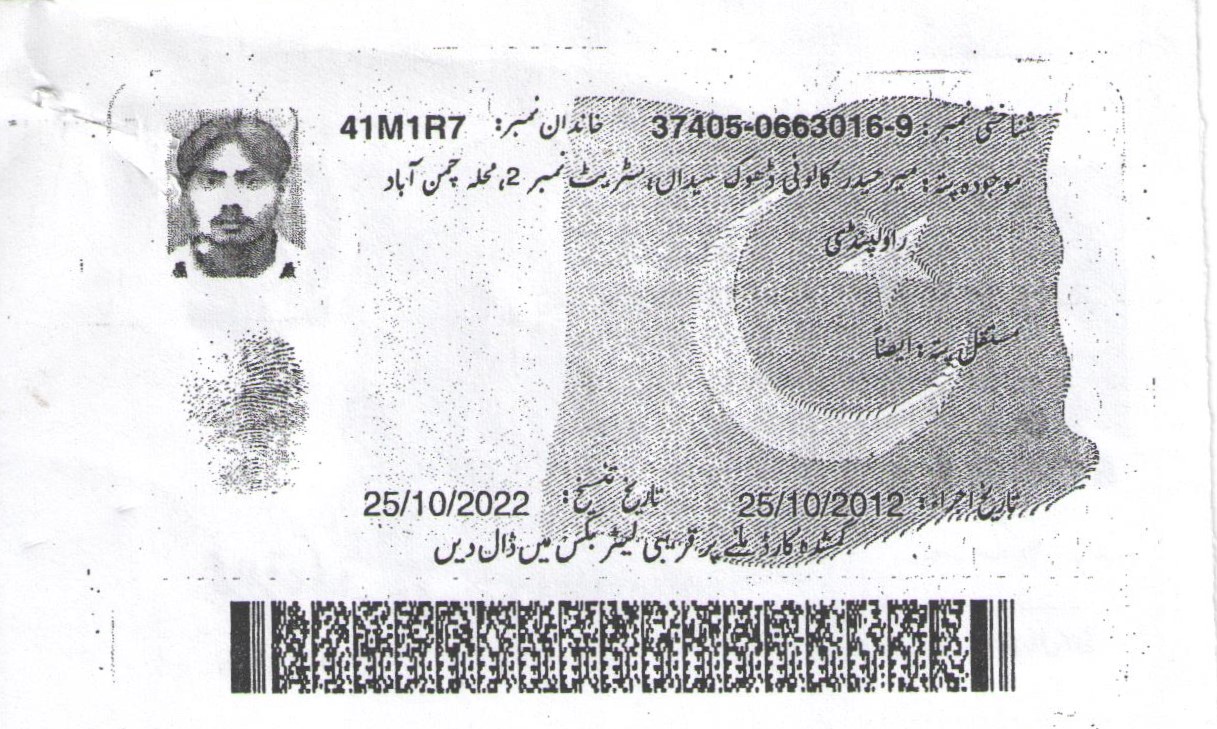 شناختی نمبر: 37405-0663016-9 خاندان نمبر: 41M1R7
موجودہ پتہ: میر حیدر کالونی ڈھوک سیداں، سٹریٹ نمبر 2، محلہ چمن آباد
راولپنڈی
مستقل پتہ: ایضاً
تاریخ اجراء: 25/10/2012 تاریخ تنسیخ: 25/10/2022
گمشدہ کارڈ ملنے پر قریبی لیٹر بکس میں ڈال دیں